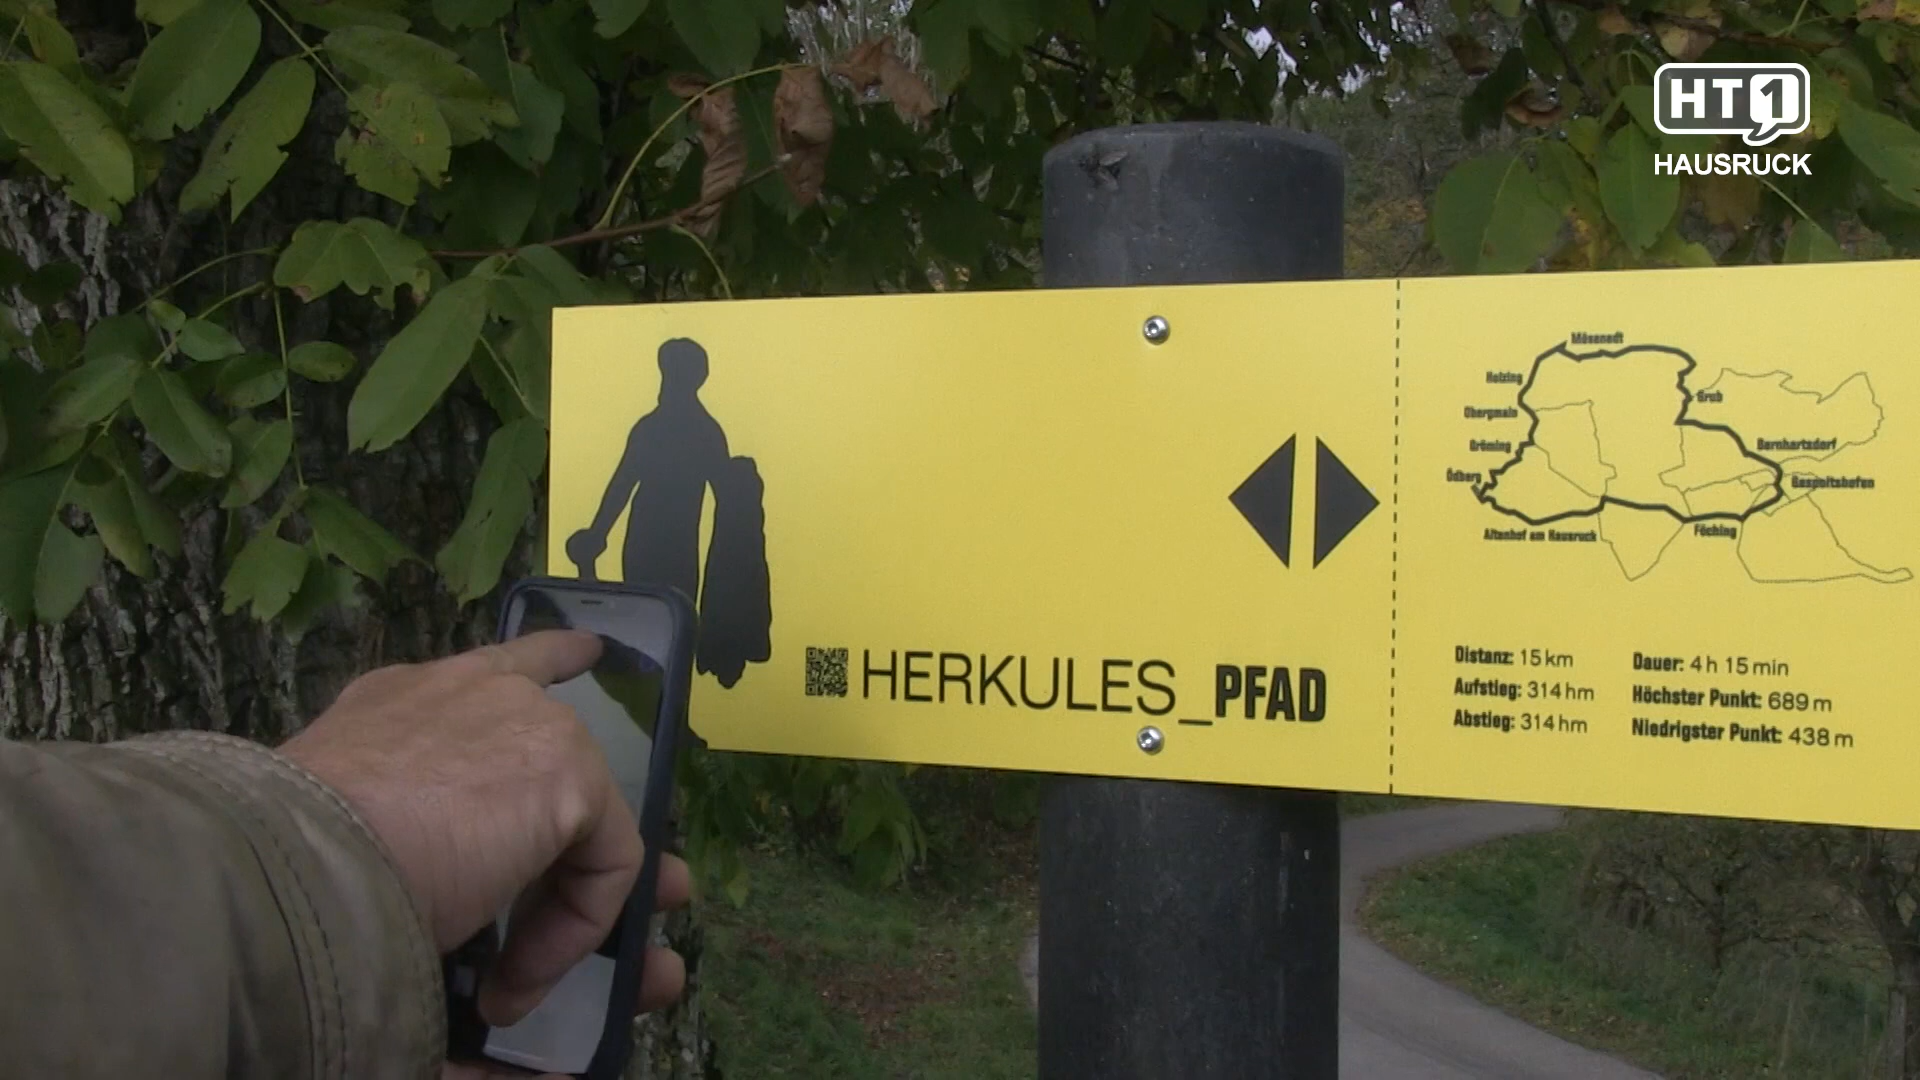 HT1
HAUSRUCK
Mösenedt
Holzing
Grub
Obergmain
Gröming
Bernhartsdorf
Ödberg
Gaspoltshofen
Altenhof am Hausruck
Föching
HERKULES_PFAD
Distanz: 15 km
Aufstieg: 314 hm
Abstieg: 314 hm
Dauer: 4 h 15 min
Höchster Punkt: 689 m
Niedrigster Punkt: 438 m